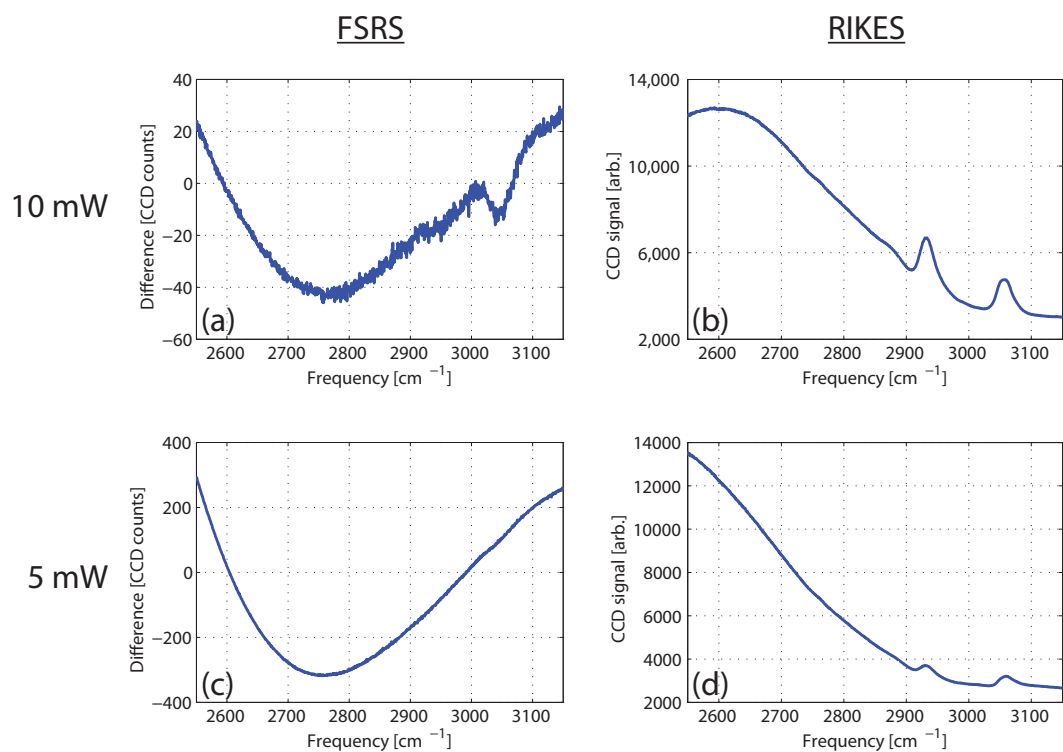 FSRS
RIKES
10 mW
40
20
0
−20
−40
−60
Difference [CCD counts]
(a)
2600 2700 2800 2900 3000 3100
Frequency [cm −1]
14,000
10,000
6,000
2,000
CCD signal [arb.]
(b)
2600 2700 2800 2900 3000 3100
Frequency [cm −1]
5 mW
400
200
0
−200
−400
Difference [CCD counts]
(c)
2600 2700 2800 2900 3000 3100
Frequency [cm −1]
14000
12000
10000
8000
6000
4000
2000
CCD signal [arb.]
(d)
2600 2700 2800 2900 3000 3100
Frequency [cm −1]